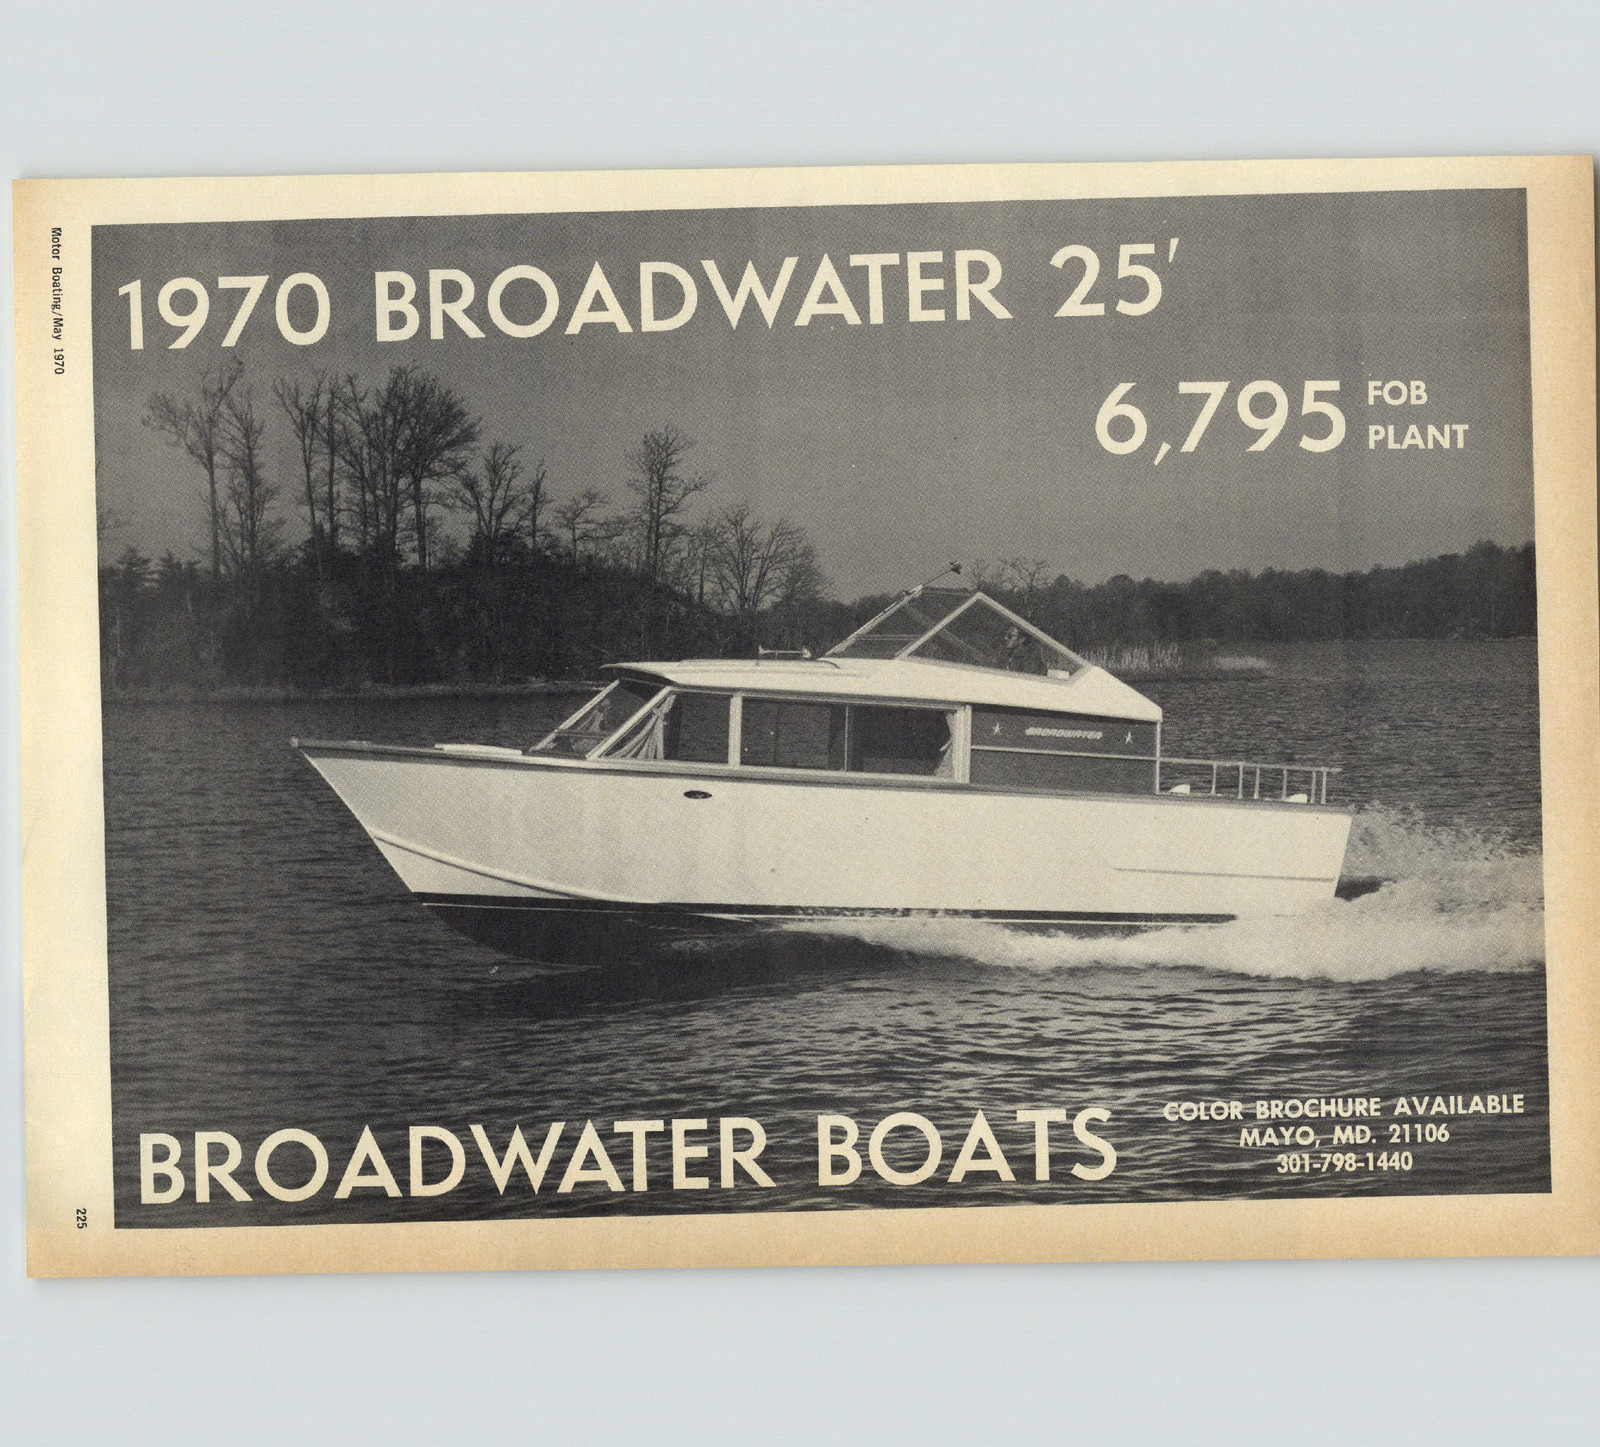 1970 BROADWATER 25'
6,795 FOB
PLANT
BROADWATER
BROADWATER BOATS
COLOR BROCHURE AVAILABLE
MAYO, MD. 21106
301-798-1440
Motor Boating/May 1970
225